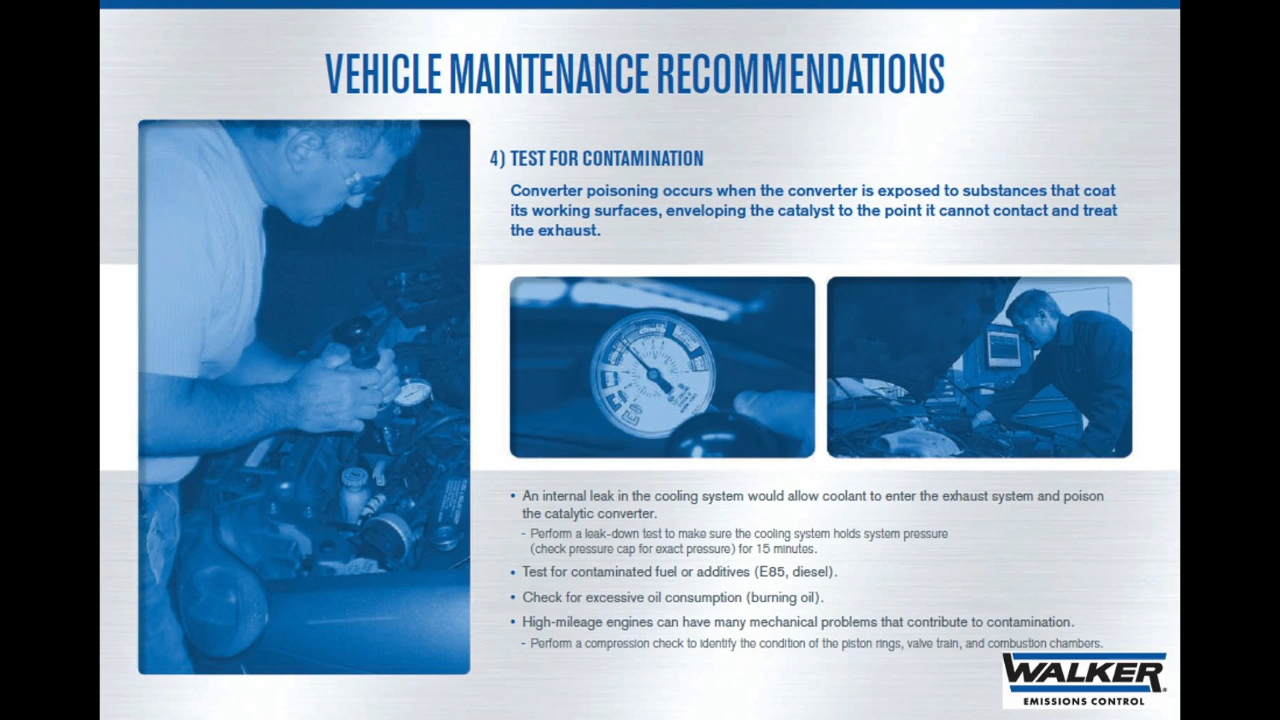 VEHICLE MAINTENANCE RECOMMENDATIONS
4) TEST FOR CONTAMINATION
Converter poisoning occurs when the converter is exposed to substances that coat
its working surfaces, enveloping the catalyst to the point it cannot contact and treat
the exhaust.
• An internal leak in the cooling system would allow coolant to enter the exhaust system and poison
the catalytic converter.
- Perform a leak-down test to make sure the cooling system holds system pressure
(check pressure cap for exact pressure) for 15 minutes.
• Test for contaminated fuel or additives (E85, diesel).
• Check for excessive oil consumption (burning oil).
• High-mileage engines can have many mechanical problems that contribute to contamination.
- Perform a compression check to identify the condition of the piston rings, valve train, and combustion chambers.
WALKER®
EMISSIONS CONTROL